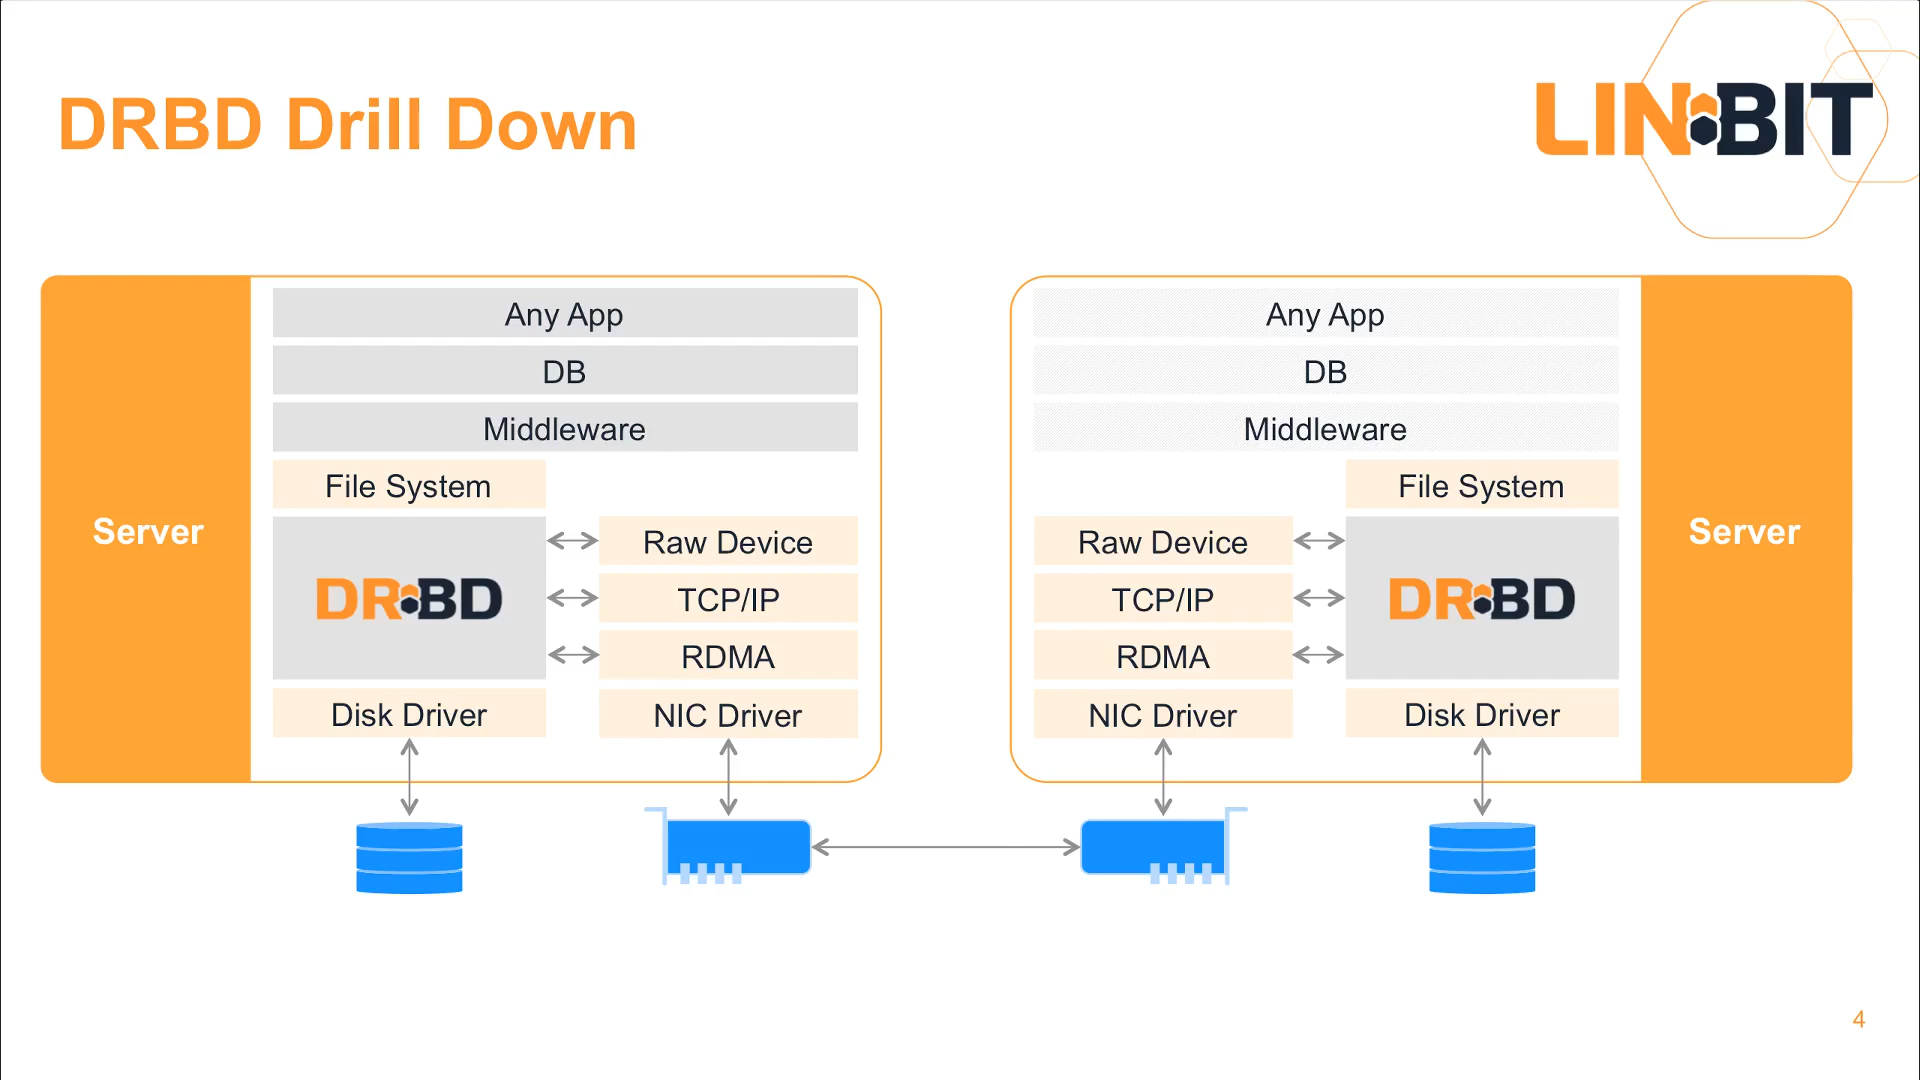 DRBD Drill Down
LINBIT
Server
Any App
DB
Middleware
File System
DRBD
Raw Device
TCP/IP
RDMA
Disk Driver
NIC Driver
Any App
DB
Middleware
File System
Raw Device
TCP/IP
RDMA
DRBD
NIC Driver
Disk Driver
Server
4